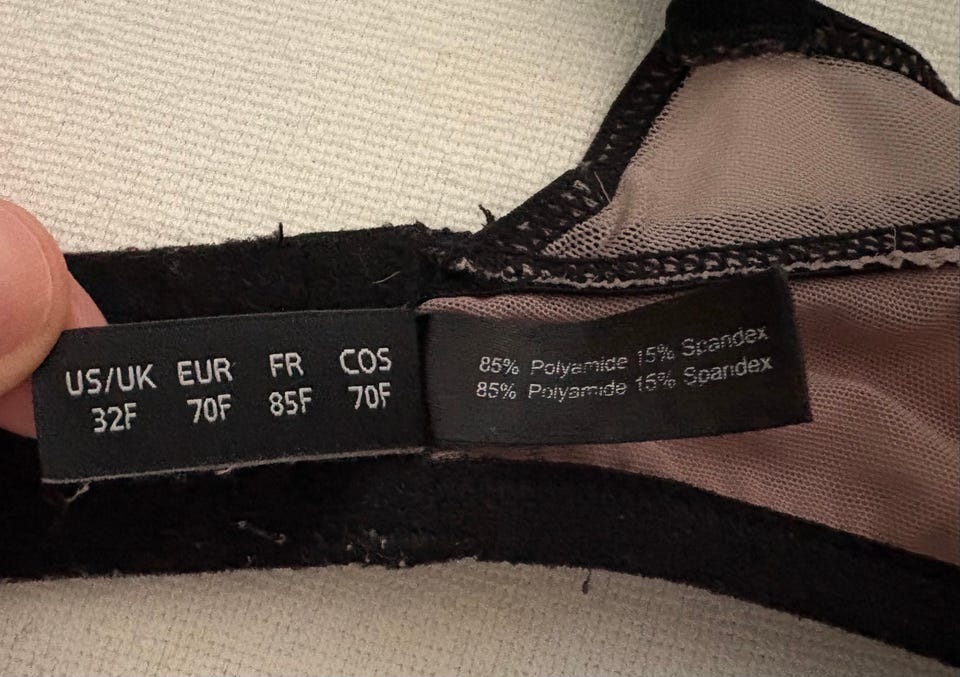 US/UK EUR FR COS
32F 70F 85F 70F
85% Polyamide 15% Spandex
85% Polyamide 15% Spandex